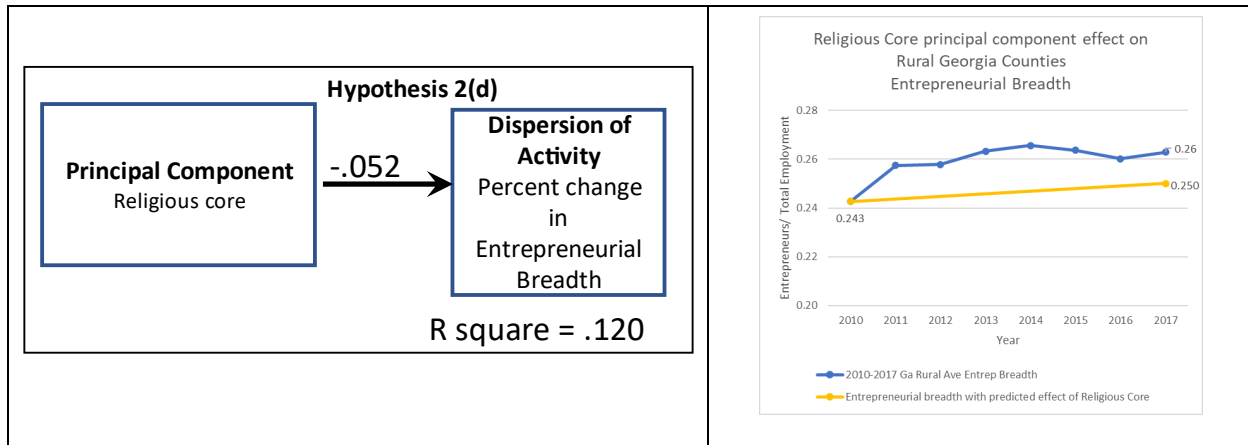 Hypothesis 2(d)
Principal Component
Religious core
-.052
Dispersion of
Activity
Percent change
in
Entrepreneurial
Breadth
R square = .120
Religious Core principal component effect on
Rural Georgia Counties
Entrepreneurial Breadth
Entrepreneurs/ Total Employment
0.28
0.26
0.24
0.22
0.20
0.243
0.26
0.250
2010 2011 2012 2013 2014 2015 2016 2017
Year
2010-2017 Ga Rural Ave Entrep Breadth
Entrepreneurial breadth with predicted effect of Religious Core